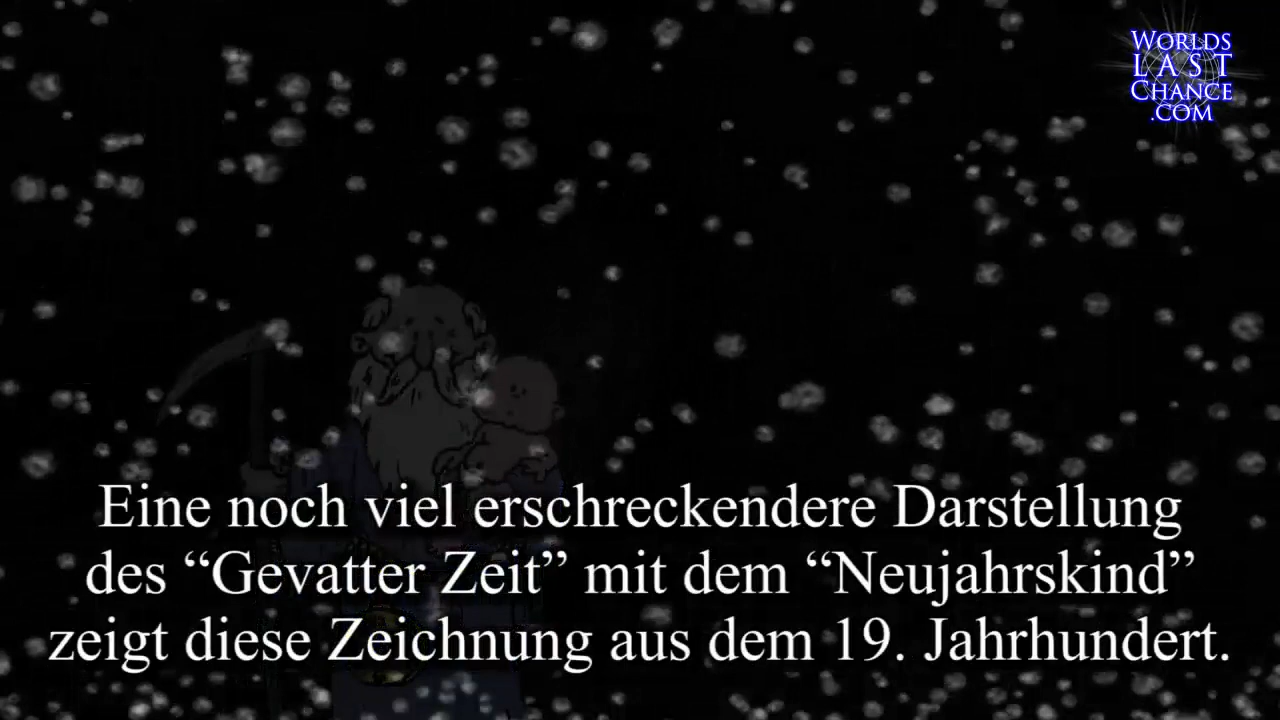 WORLDS
LAST
CHANCE
.COM
Eine noch viel erschreckendere Darstellung
des “Gevatter Zeit” mit dem “Neujahrskind”
zeigt diese Zeichnung aus dem 19. Jahrhundert.